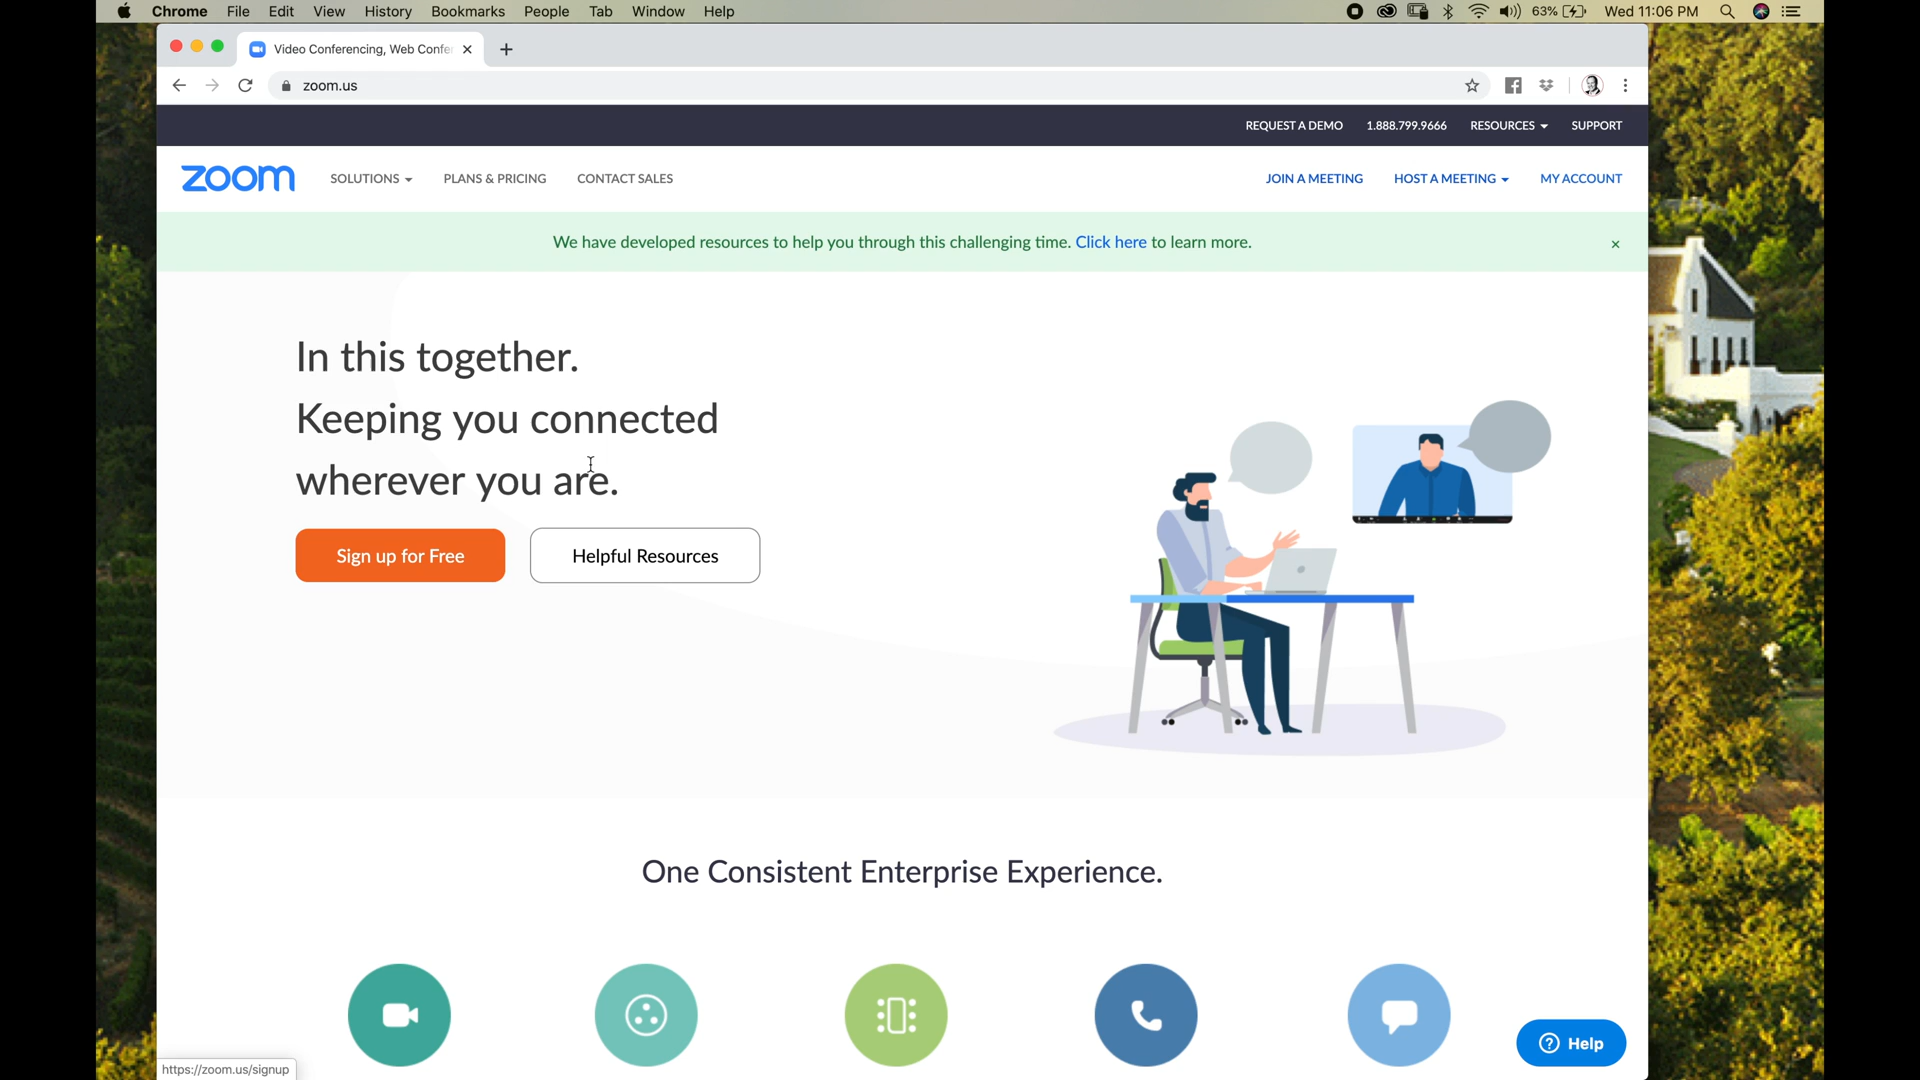 Chrome File Edit View History Bookmarks People Tab Window Help 63% Wed 11:06 PM
Video Conferencing, Web Confe
zoom.us
REQUEST A DEMO 1.888.799.9666 RESOURCES SUPPORT
zoom SOLUTIONS PLANS & PRICING CONTACT SALES JOIN A MEETING HOST A MEETING MY ACCOUNT
We have developed resources to help you through this challenging time. Click here to learn more.
In this together.
Keeping you connected
wherever you are.
Sign up for Free Helpful Resources
One Consistent Enterprise Experience.
Help
https://zoom.us/signup